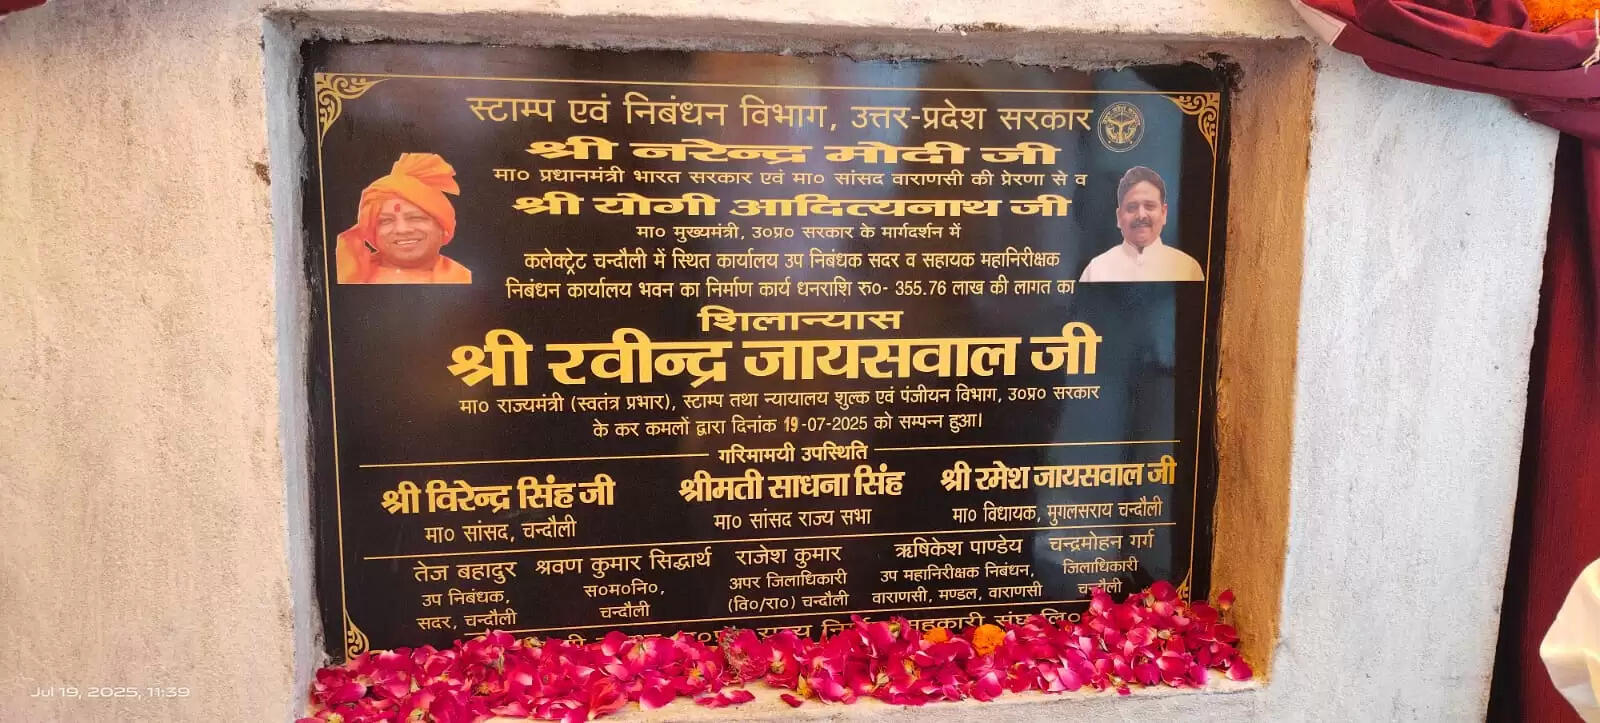 स्टाम्प एवं निबंधन विभाग, उत्तर-प्रदेश सरकार
श्री नरेन्द्र मोदी जी
मा० प्रधानमंत्री भारत सरकार एवं मा० सांसद वाराणसी की प्रेरणा से व
श्री योगी आदित्यनाथ जी
मा० मुख्यमंत्री, उ०प्र० सरकार के मार्गदर्शन में
कलेक्ट्रेट चन्दौली में स्थित कार्यालय उप निबंधक सदर व सहायक महानिरीक्षक
निबंधन कार्यालय भवन का निर्माण कार्य धनराशि रु०- 355.76 लाख की लागत का
शिलान्यास
श्री रवीन्द्र जायसवाल जी
मा० राज्यमंत्री (स्वतंत्र प्रभार), स्टाम्प तथा न्यायालय शुल्क एवं पंजीयन विभाग, उ०प्र० सरकार
के कर कमलों द्वारा दिनांक 19-07-2025 को सम्पन्न हुआ।
गरिमामयी उपस्थिति
श्री विरेन्द्र सिंह जी
मा० सांसद, चन्दौली
श्रीमती साधना सिंह
मा० सांसद राज्य सभा
श्री रमेश जायसवाल जी
मा० विधायक, मुगलसराय चन्दौली
तेज बहादुर
उप निबंधक,
सदर, चन्दौली
श्रवण कुमार सिद्धार्थ
स०म०नि०,
चन्दौली
राजेश कुमार
अपर जिलाधिकारी
(वि०/रा०) चन्दौली
ऋषिकेश पाण्डेय
उप महानिरीक्षक निबंधन,
वाराणसी, मण्डल, वाराणसी
चन्द्रमोहन गर्ग
जिलाधिकारी
चन्दौली
राज्य सहकारी संघ लि०
Jul 19, 2025, 11:39